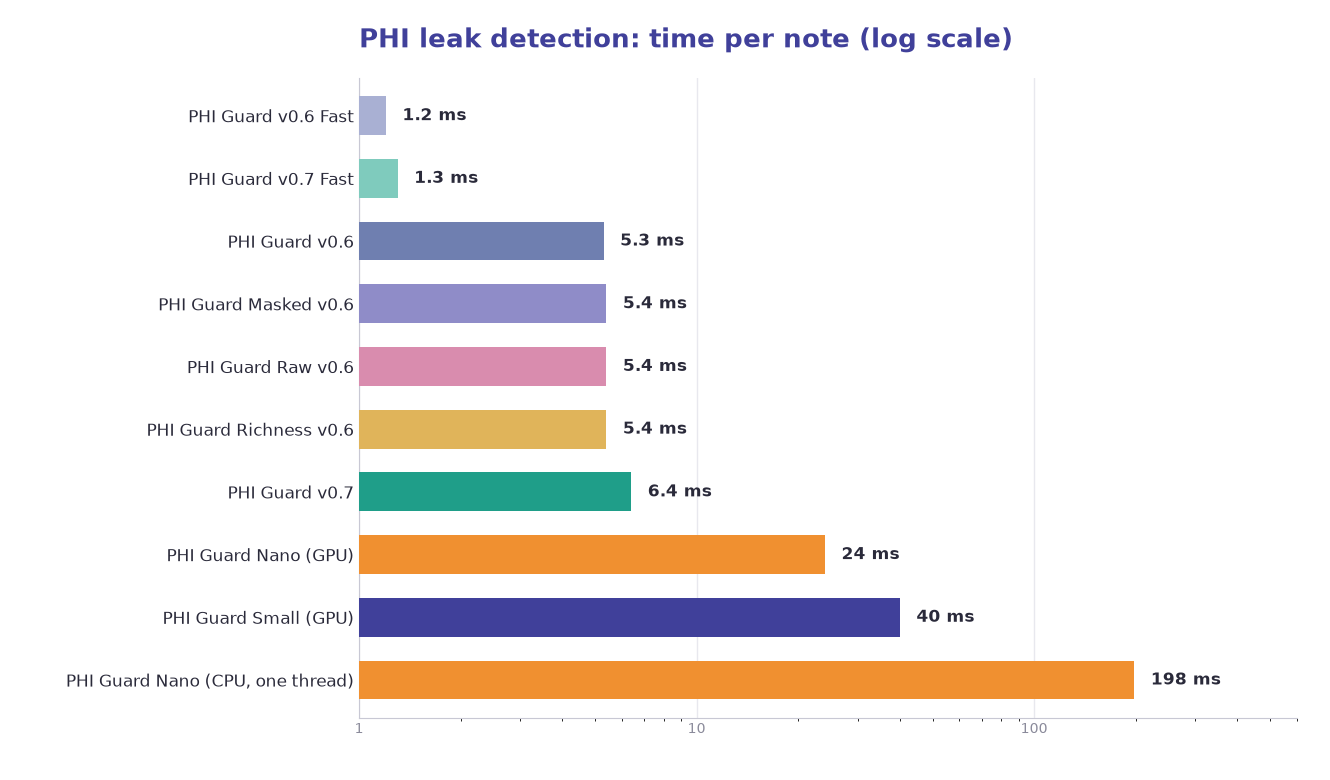 PHI leak detection: time per note (log scale)
PHI Guard v0.6 Fast 1.2 ms
PHI Guard v0.7 Fast 1.3 ms
PHI Guard v0.6 5.3 ms
PHI Guard Masked v0.6 5.4 ms
PHI Guard Raw v0.6 5.4 ms
PHI Guard Richness v0.6 5.4 ms
PHI Guard v0.7 6.4 ms
PHI Guard Nano (GPU) 24 ms
PHI Guard Small (GPU) 40 ms
PHI Guard Nano (CPU, one thread) 198 ms
1 10 100